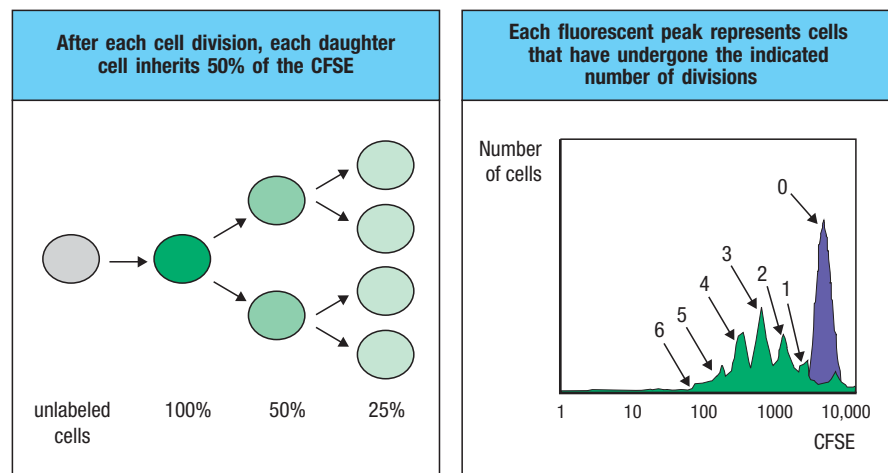 After each cell division, each daughter
cell inherits 50% of the CFSE
unlabeled
cells
100%
50%
25%
Each fluorescent peak represents cells
that have undergone the indicated
number of divisions
Number
of cells
0
1
2
3
4
5
6
1
10
100
1000
10,000
CFSE